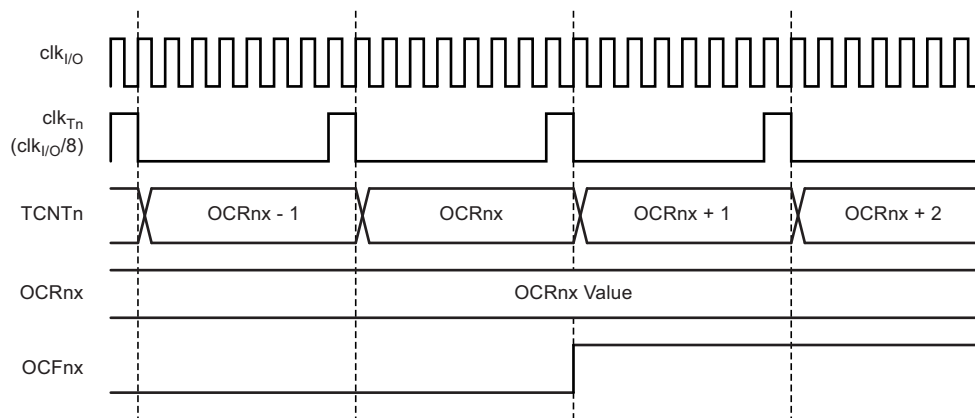 clkI/O
clkTn
(clkI/O/8)
TCNTn OCRnx - 1 OCRnx OCRnx + 1 OCRnx + 2
OCRnx OCRnx Value
OCFnx